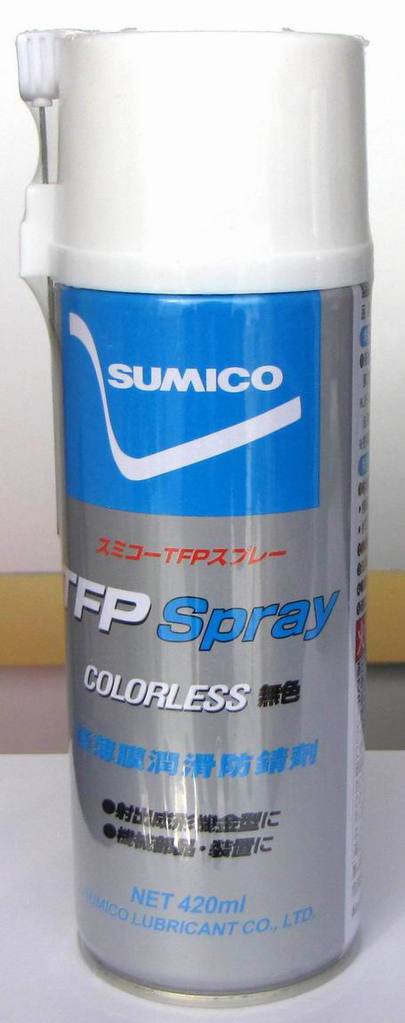 SUMICO
スミコーTFPスプレー
TFP Spray
COLORLESS 無色
薄膜潤滑防錆劑
●射出成形機金型に
●機械部品・装置に
NET 420ml
SUMICO LUBRICANT CO., LTD.